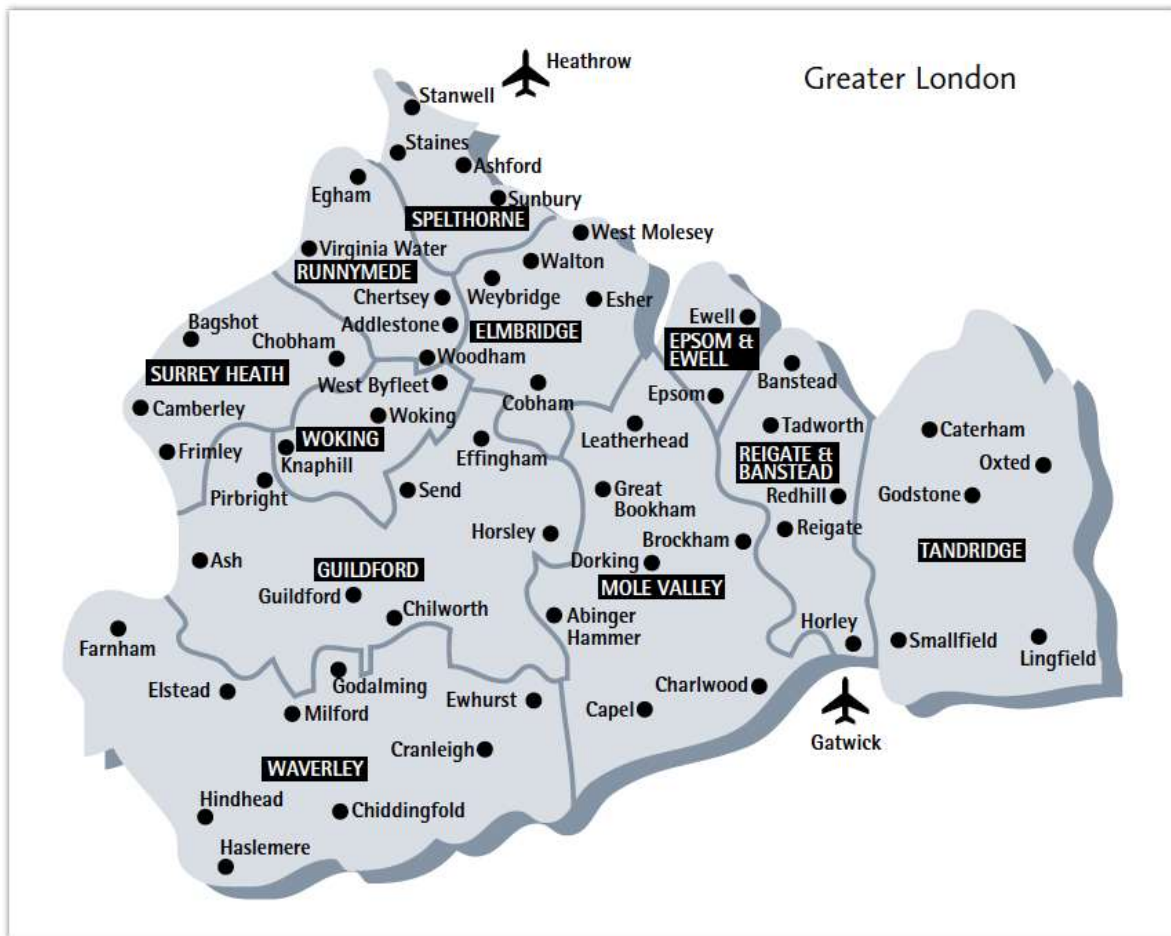 Heathrow
Greater London
Stanwell
Staines
Ashford
Egham
Sunbury
SPELTHORNE
West Molesey
Virginia Water
Walton
RUNNYMEDE
Weybridge
Chertsey
Esher
Bagshot
Addlestone
ELMBRIDGE
Ewell
Chobham
EPSOM &
EWELL
Woodham
SURREY HEATH
West Byfleet
Banstead
Cobham
Epsom
Camberley
Woking
Tadworth
Caterham
WOKING
Leatherhead
Frimley
Knaphill
Effingham
REIGATE &
BANSTEAD
Oxted
Pirbright
Send
Great
Bookham
Redhill
Godstone
Horsley
Brockham
Reigate
Ash
GUILDFORD
Dorking
TANDRIDGE
MOLE VALLEY
Guildford
Chilworth
Abinger
Hammer
Horley
Farnham
Smallfield
Lingfield
Elstead
Godalming
Ewhurst
Charlwood
Milford
Capel
Gatwick
Cranleigh
WAVERLEY
Hindhead
Chiddingfold
Haslemere